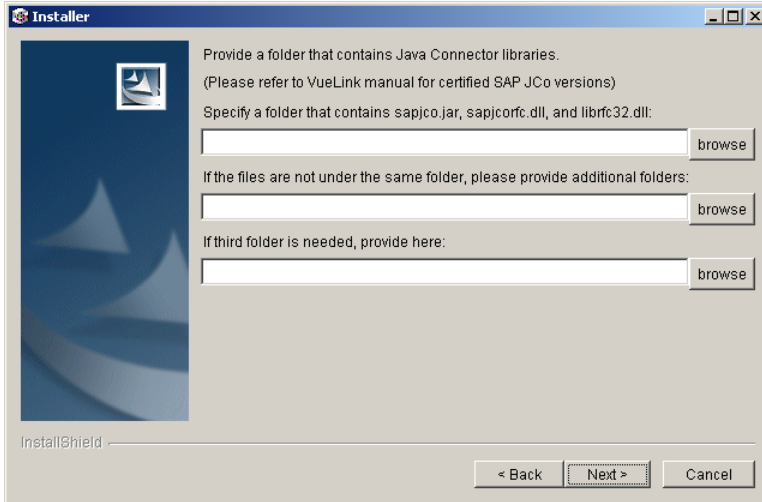 Installer
Provide a folder that contains Java Connector libraries.
(Please refer to VueLink manual for certified SAP JCo versions)
Specify a folder that contains sapjco.jar, sapjcorfc.dll, and librfc32.dll:
browse
If the files are not under the same folder, please provide additional folders:
browse
If third folder is needed, provide here:
browse
InstallShield
< Back Next > Cancel